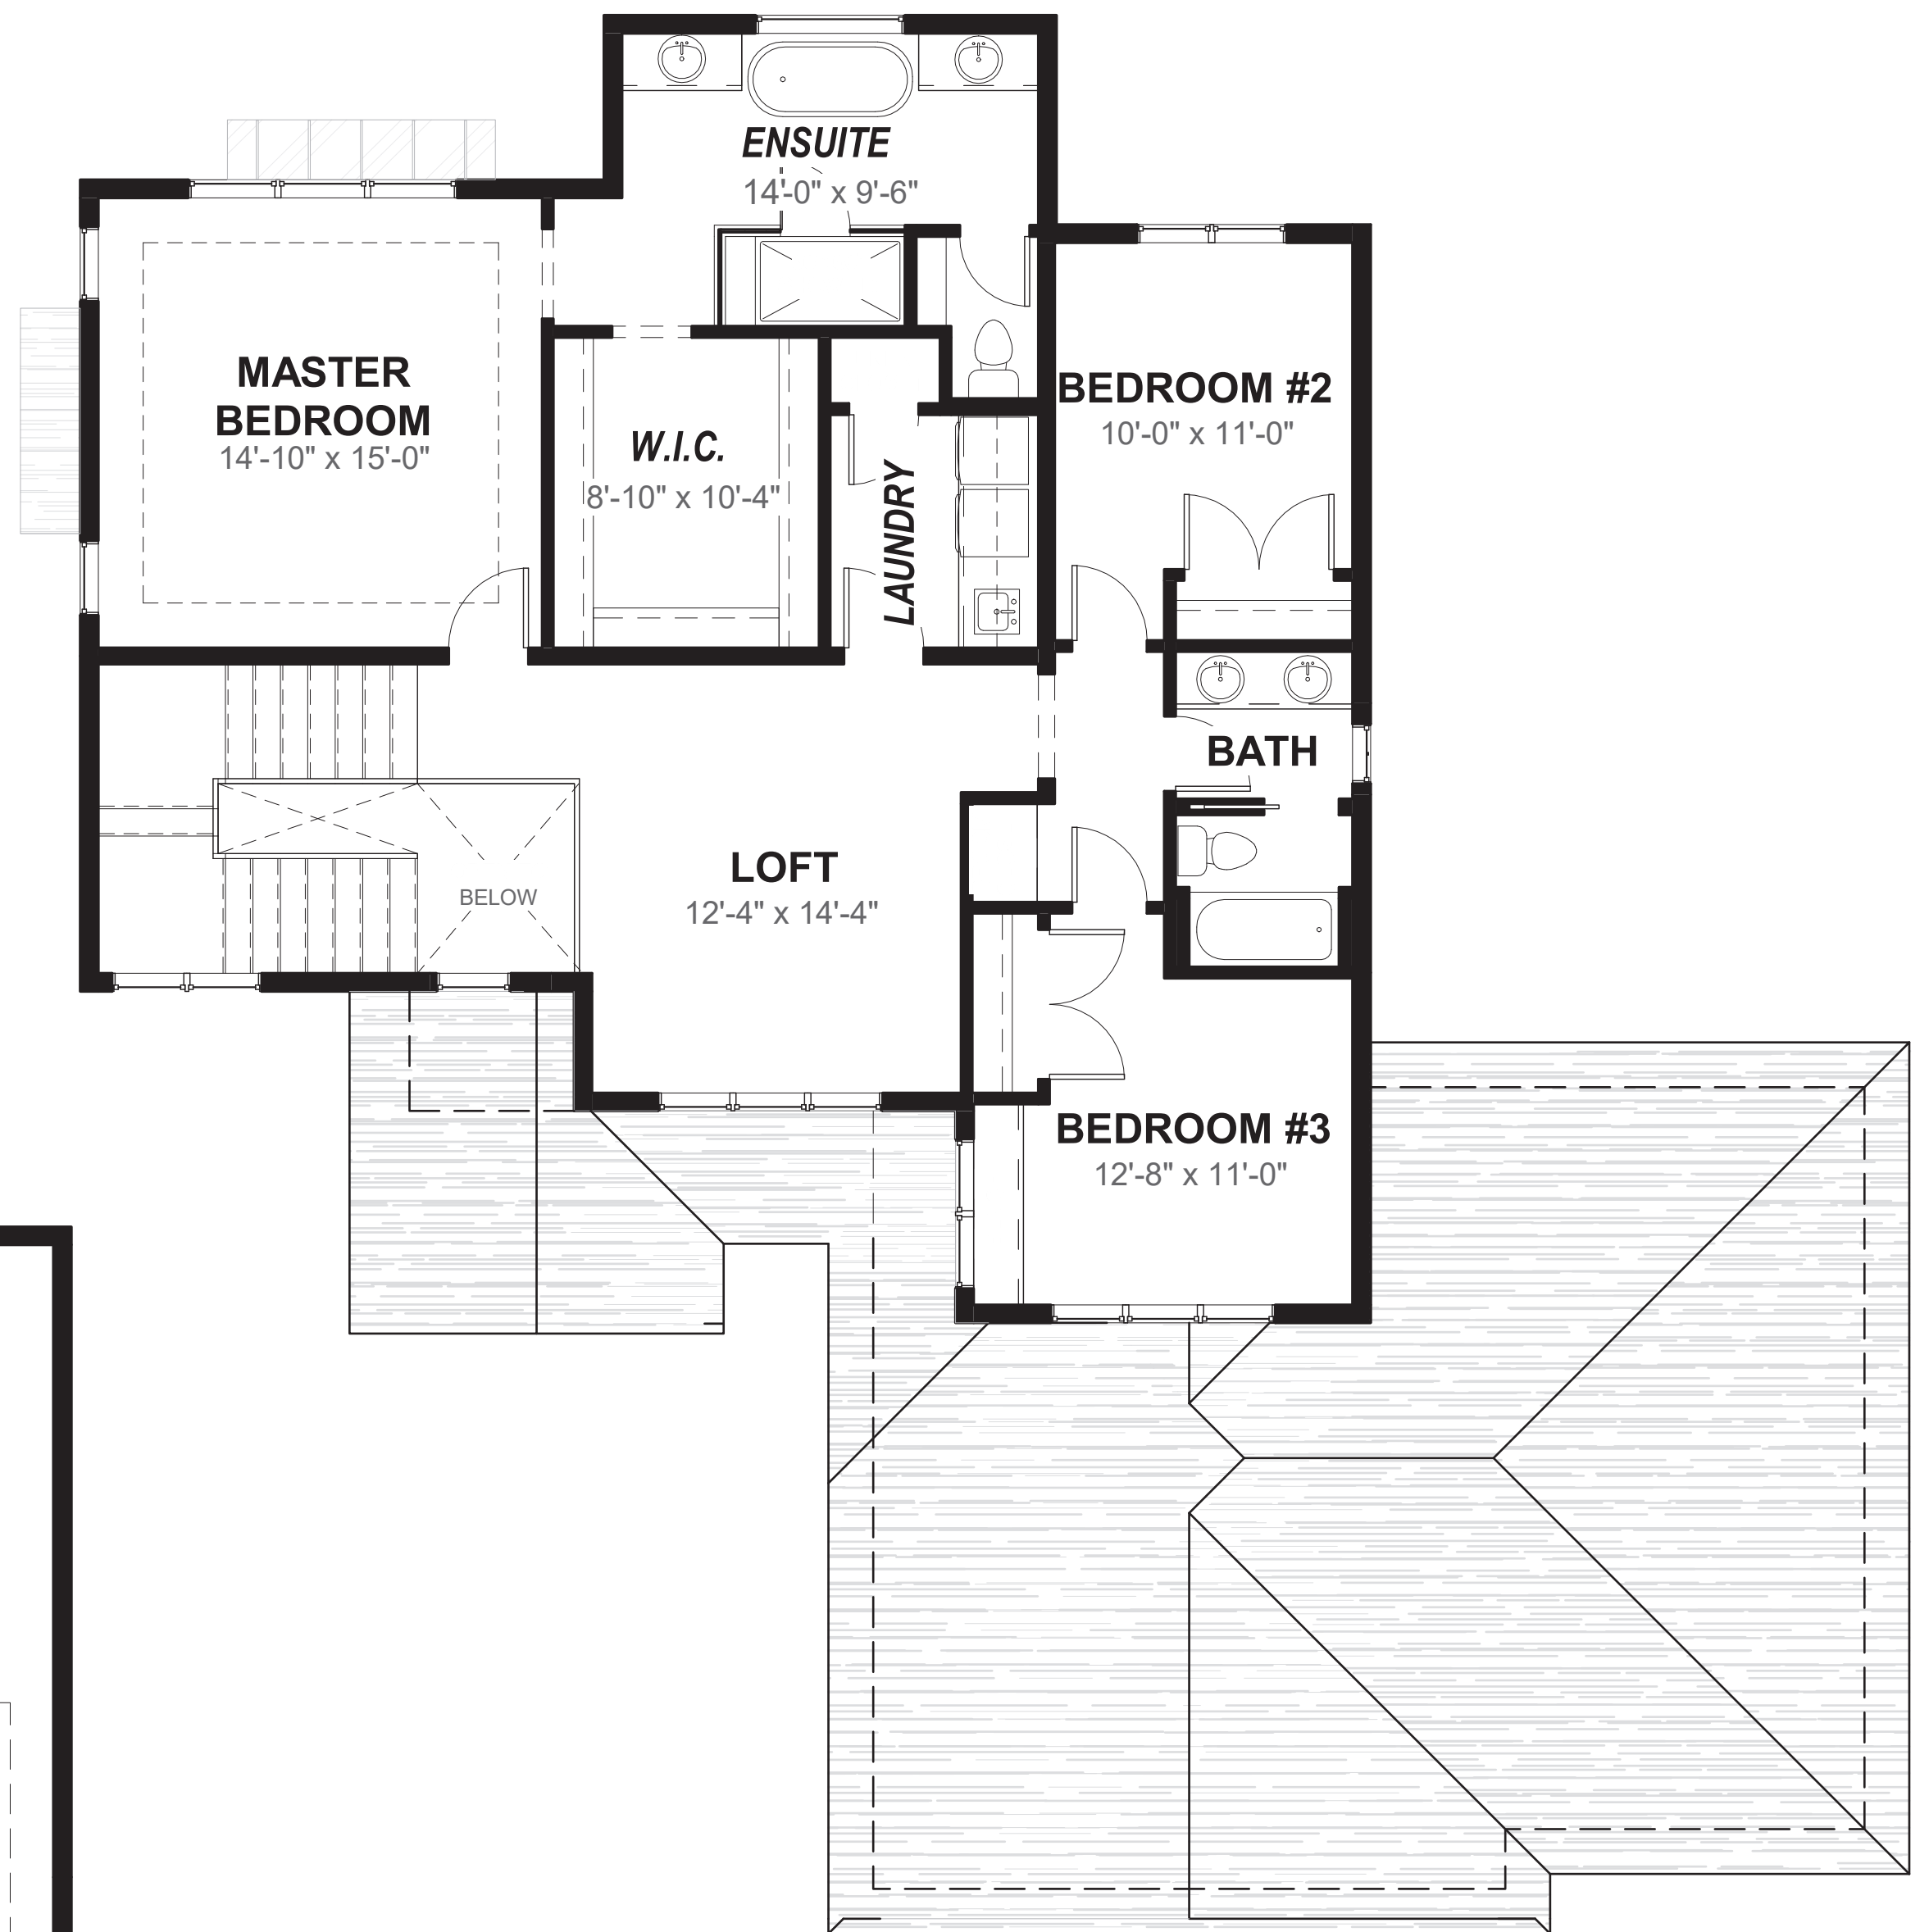 ENSUITE
14'-0" x 9'-6"
MASTER
BEDROOM
14'-10" x 15'-0"
W.I.C.
8'-10" x 10'-4"
LAUNDRY
BEDROOM #2
10'-0" x 11'-0"
BATH
LOFT
12'-4" x 14'-4"
BELOW
BEDROOM #3
12'-8" x 11'-0"